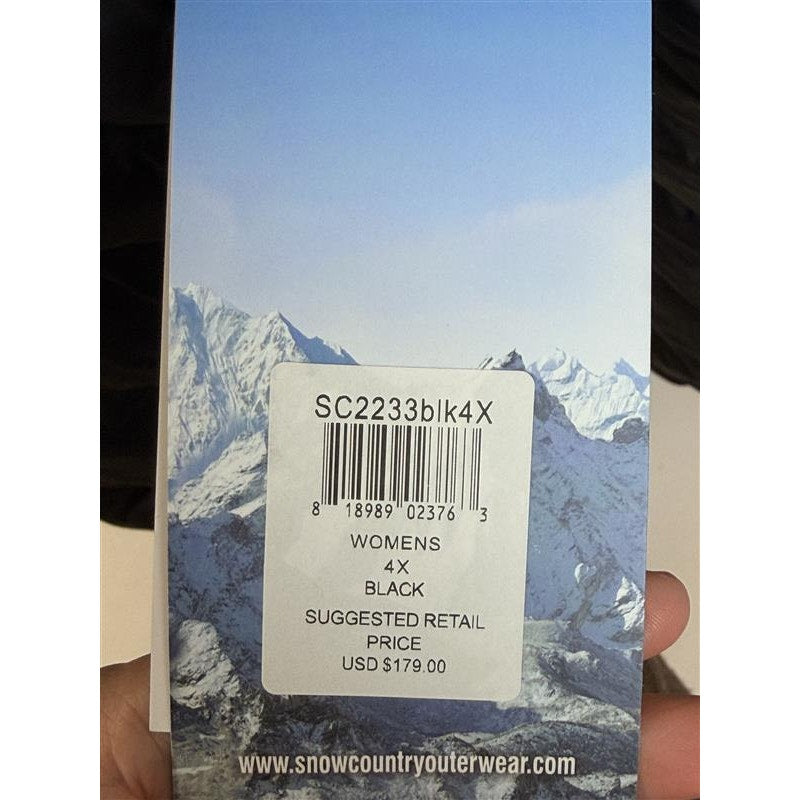 SC2233blk4X
8 18989 02376 3
WOMENS
4X
BLACK
SUGGESTED RETAIL
PRICE
USD $179.00
www.snowcountryouterwear.com